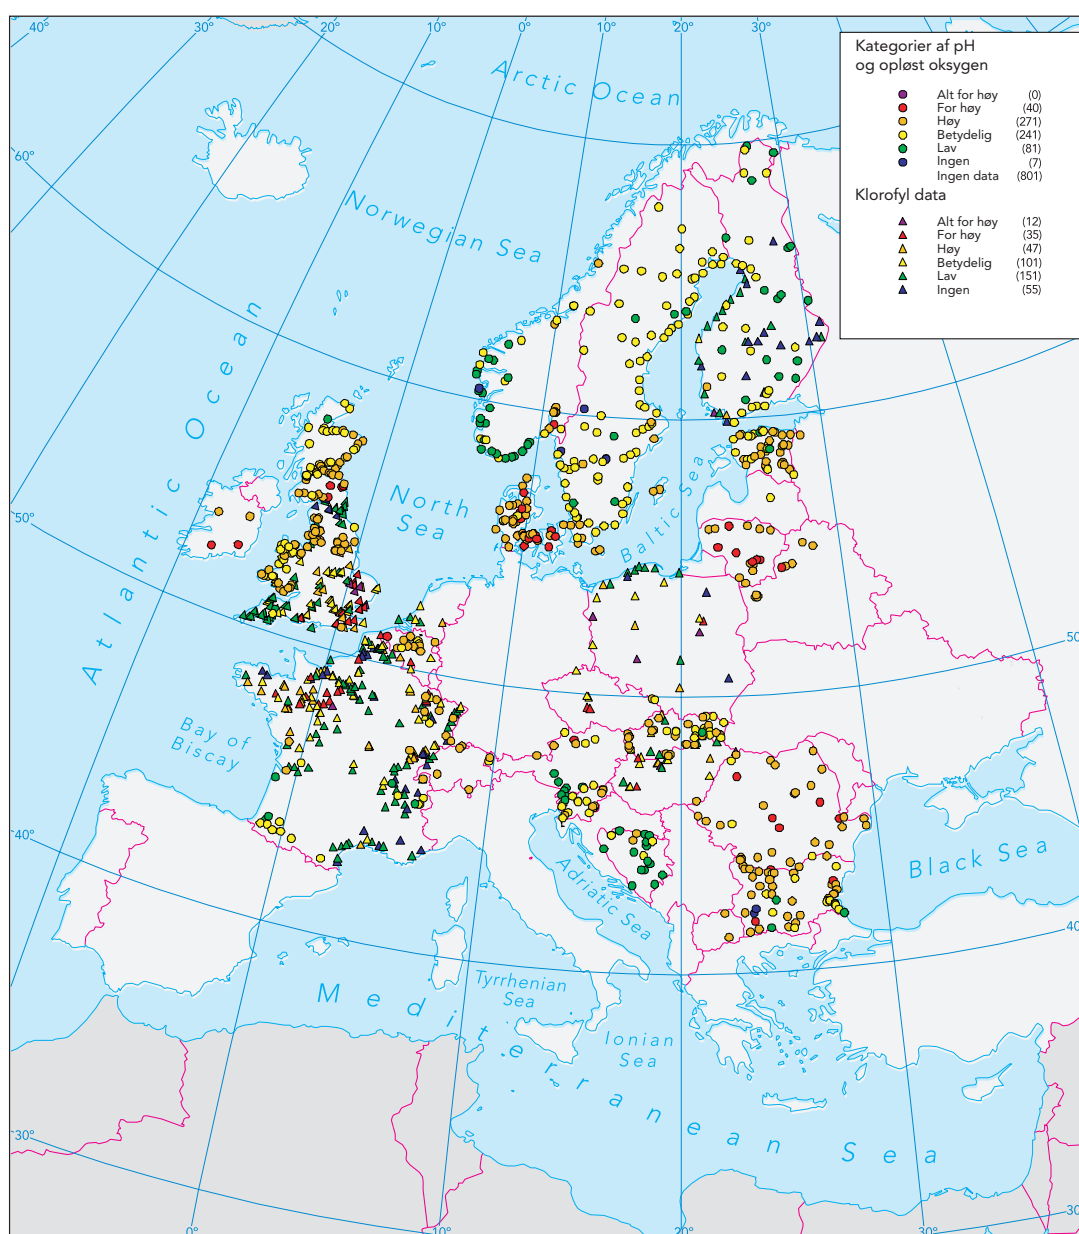 40°
30°
20°
10°
0°
10°
20°
30°
Arctic Ocean
Kategorier af pH
og opløst oksygen
Alt for høy (0)
For høy (40)
Høy (271)
Betydelig (241)
Lav (81)
Ingen (7)
Ingen data (801)
Klorofyl data
Alt for høy (12)
For høy (35)
Høy (47)
Betydelig (101)
Lav (151)
Ingen (55)
60°
Norwegian Sea
Atlantic Ocean
50°
North
Sea
Baltic Sea
50
Bay of
Biscay
40°
Adriatic Sea
Black Sea
40
Tyrrhenian
Sea
Mediterranean Sea
Ionian
Sea
30°
30
0°
10°
20°
30°